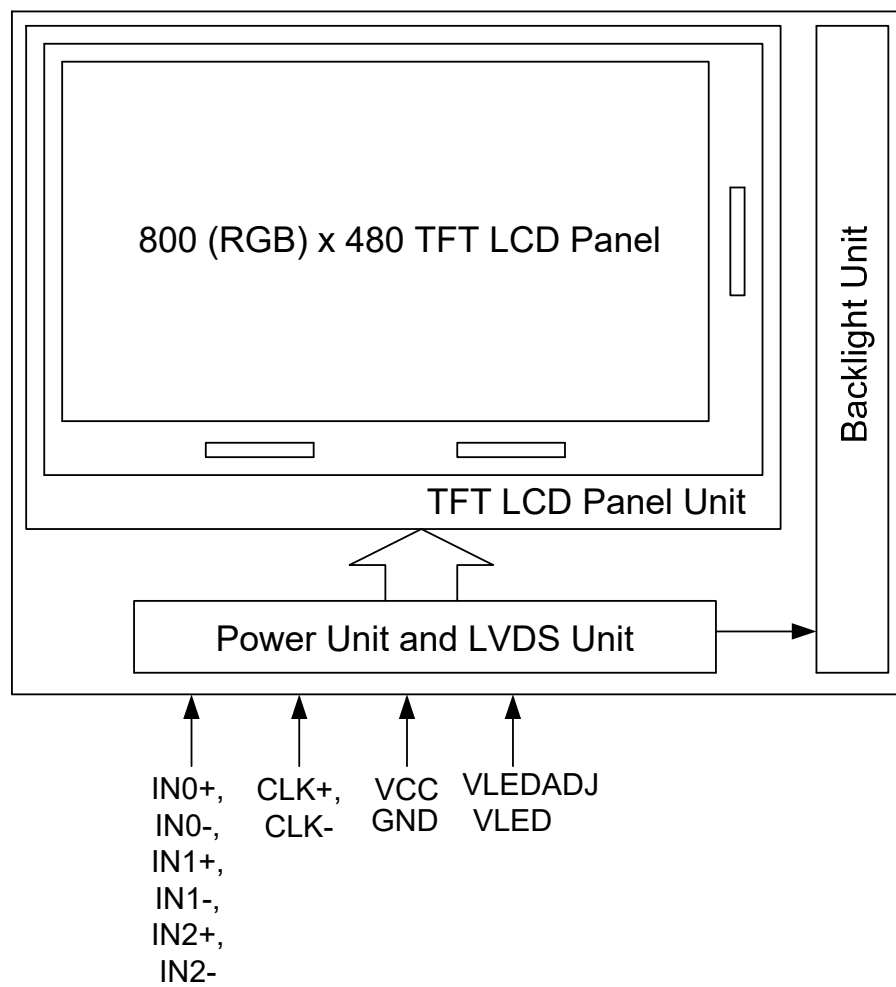 800 (RGB) x 480 TFT LCD Panel
Backlight Unit
TFT LCD Panel Unit
Power Unit and LVDS Unit
IN0+,
IN0-,
IN1+,
IN1-,
IN2+,
IN2-
CLK+,
CLK-
VCC
GND
VLEDADJ
VLED